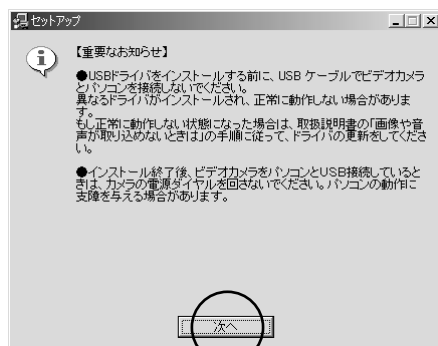 セットアップ
【重要なお知らせ】
●USBドライバをインストールする前に、USB ケーブルでビデオカメラ
とパソコンを接続しないでください。
異なるドライバがインストールされ、正常に動作しない場合がありま
す。
もし正常に動作しない状態になった場合は、取扱説明書の「画像や音
声が取り込めないときは」の手順に従って、ドライバの更新をしてくださ
い。
●インストール終了後、ビデオカメラをパソコンとUSB接続していると
きは、カメラの電源ダイヤルを回さないでください。パソコンの動作に
支障を与える場合があります。
次へ